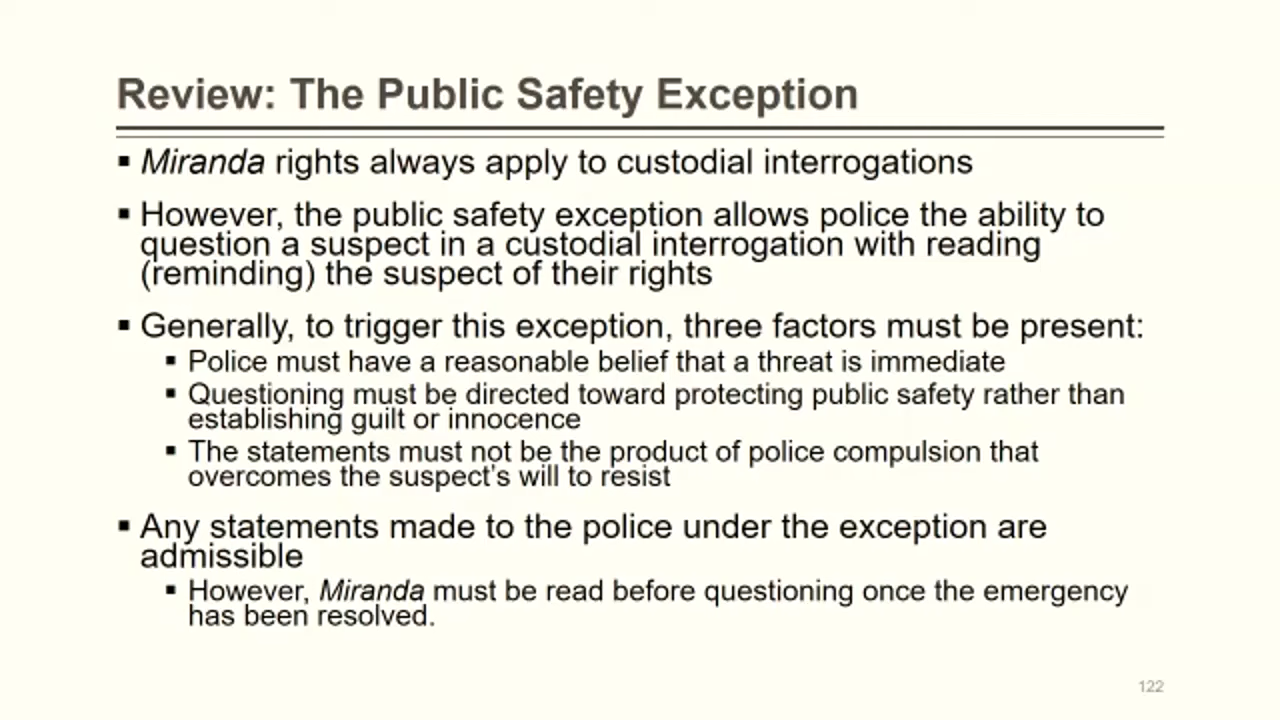 Review: The Public Safety Exception
▪ Miranda rights always apply to custodial interrogations
▪ However, the public safety exception allows police the ability to
question a suspect in a custodial interrogation with reading
(reminding) the suspect of their rights
▪ Generally, to trigger this exception, three factors must be present:
▪ Police must have a reasonable belief that a threat is immediate
▪ Questioning must be directed toward protecting public safety rather than
establishing guilt or innocence
▪ The statements must not be the product of police compulsion that
overcomes the suspect's will to resist
▪ Any statements made to the police under the exception are
admissible
▪ However, Miranda must be read before questioning once the emergency
has been resolved.
122